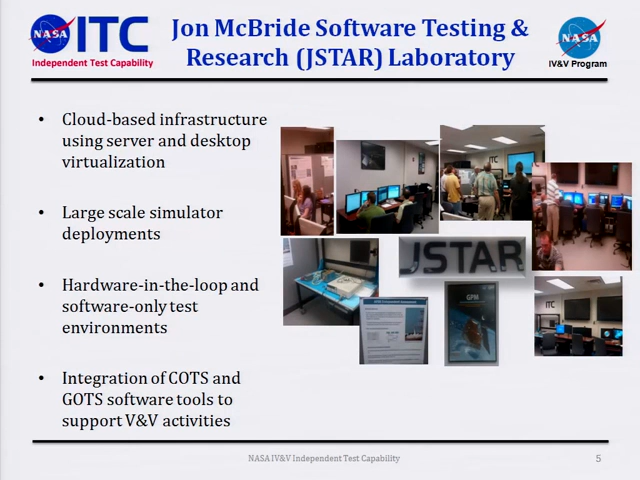 NASA ITC
Independent Test Capability
Jon McBride Software Testing &
Research (JSTAR) Laboratory
NASA
IV&V Program
• Cloud-based infrastructure
using server and desktop
virtualization
• Large scale simulator
deployments
• Hardware-in-the-loop and
software-only test
environments
• Integration of COTS and
GOTS software tools to
support V&V activities
ITC
JSTAR
GPM
ITC
NASA IV&V Independent Test Capability
5